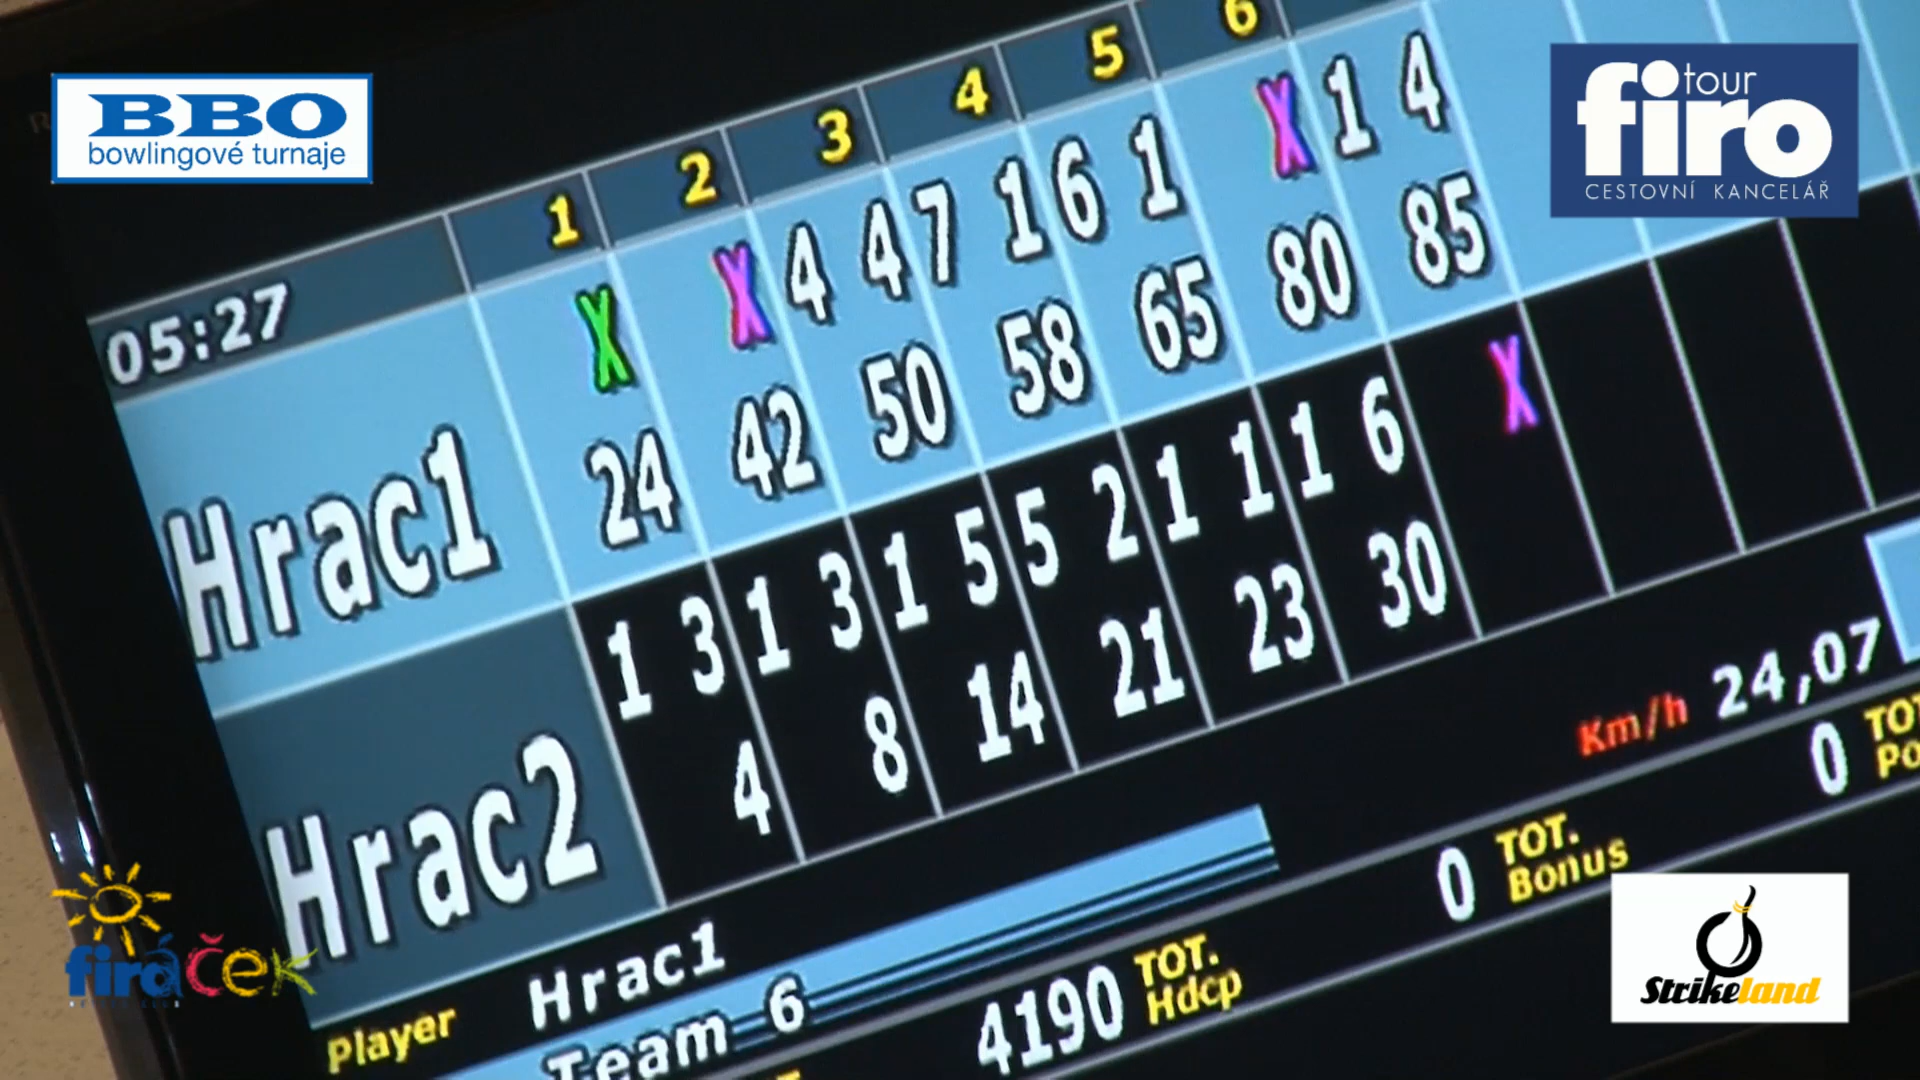 BBO
bowlingové turnaje
tour
firo
CESTOVNÍ KANCELÁŘ
1 2 3 4 5 6
05:27
Hrac1
X X 4 4 7 1 6 1 X 1 4
24 42 50 58 65 80 85
Hrac2
1 3 1 3 1 5 5 2 1 1 1 6 X
4 8 14 21 23 30
Km/h 24,07
Player Hrac1
Team 6
4190 TOT. Hdcp
0 TOT. Bonus
0
firáček
Strikeland